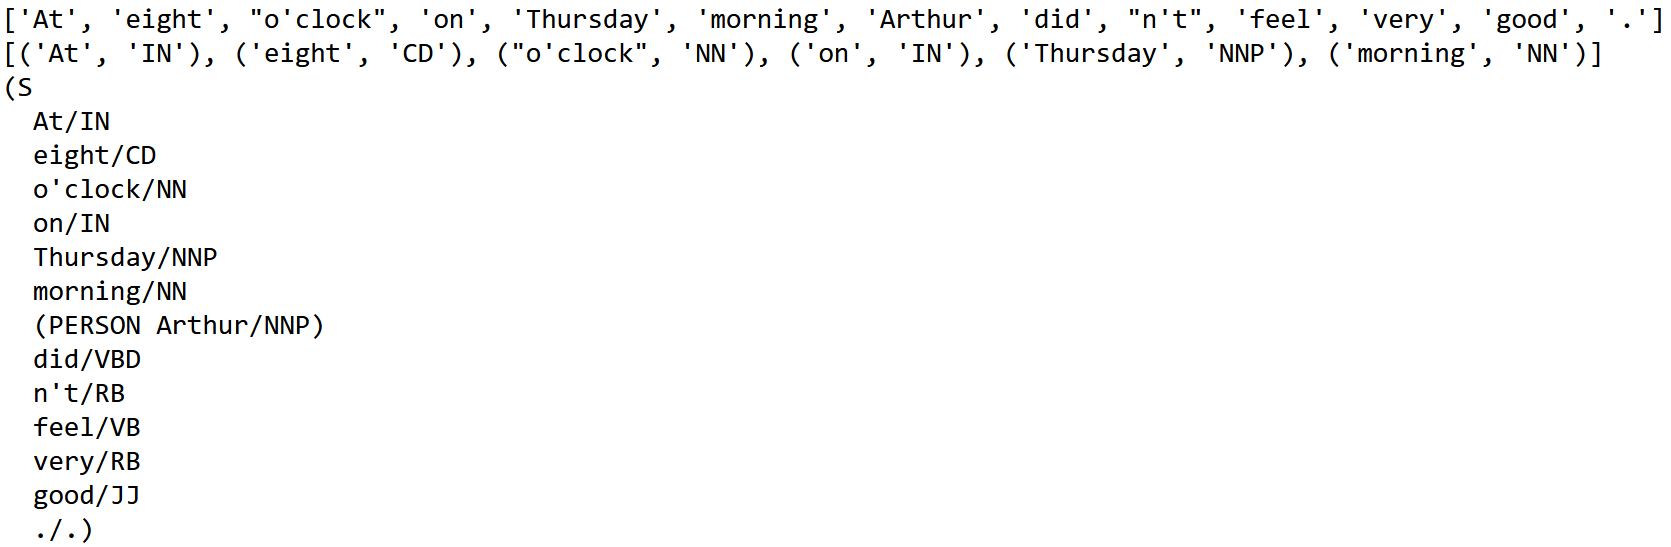 ['At', 'eight', "o'clock", 'on', 'Thursday', 'morning', 'Arthur', 'did', "n't", 'feel', 'very', 'good', '.']
[('At', 'IN'), ('eight', 'CD'), ("o'clock", 'NN'), ('on', 'IN'), ('Thursday', 'NNP'), ('morning', 'NN')]
(S
  At/IN
  eight/CD
  o'clock/NN
  on/IN
  Thursday/NNP
  morning/NN
  (PERSON Arthur/NNP)
  did/VBD
  n't/RB
  feel/VB
  very/RB
  good/JJ
  ./.)